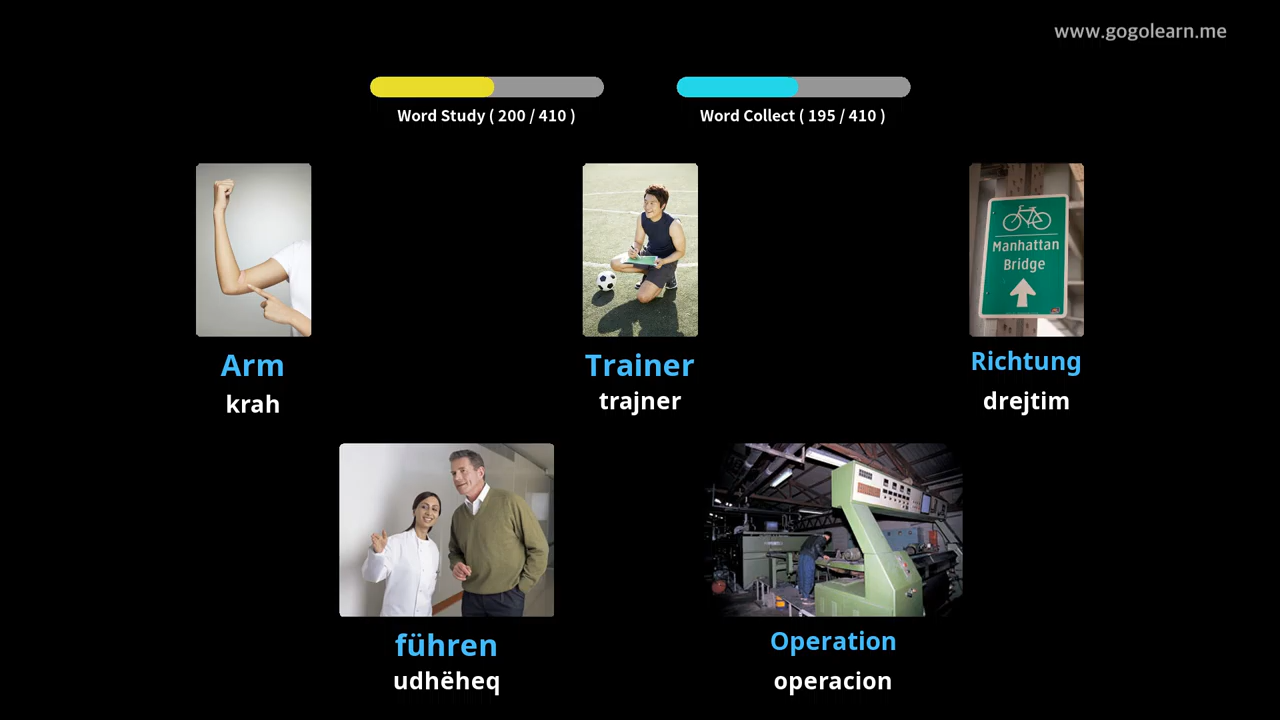 www.gogolearn.me
Word Study ( 200 / 410 )
Word Collect ( 195 / 410 )
Manhattan
Bridge
Arm
krah
Trainer
trajner
Richtung
drejtim
führen
udhëheq
Operation
operacion